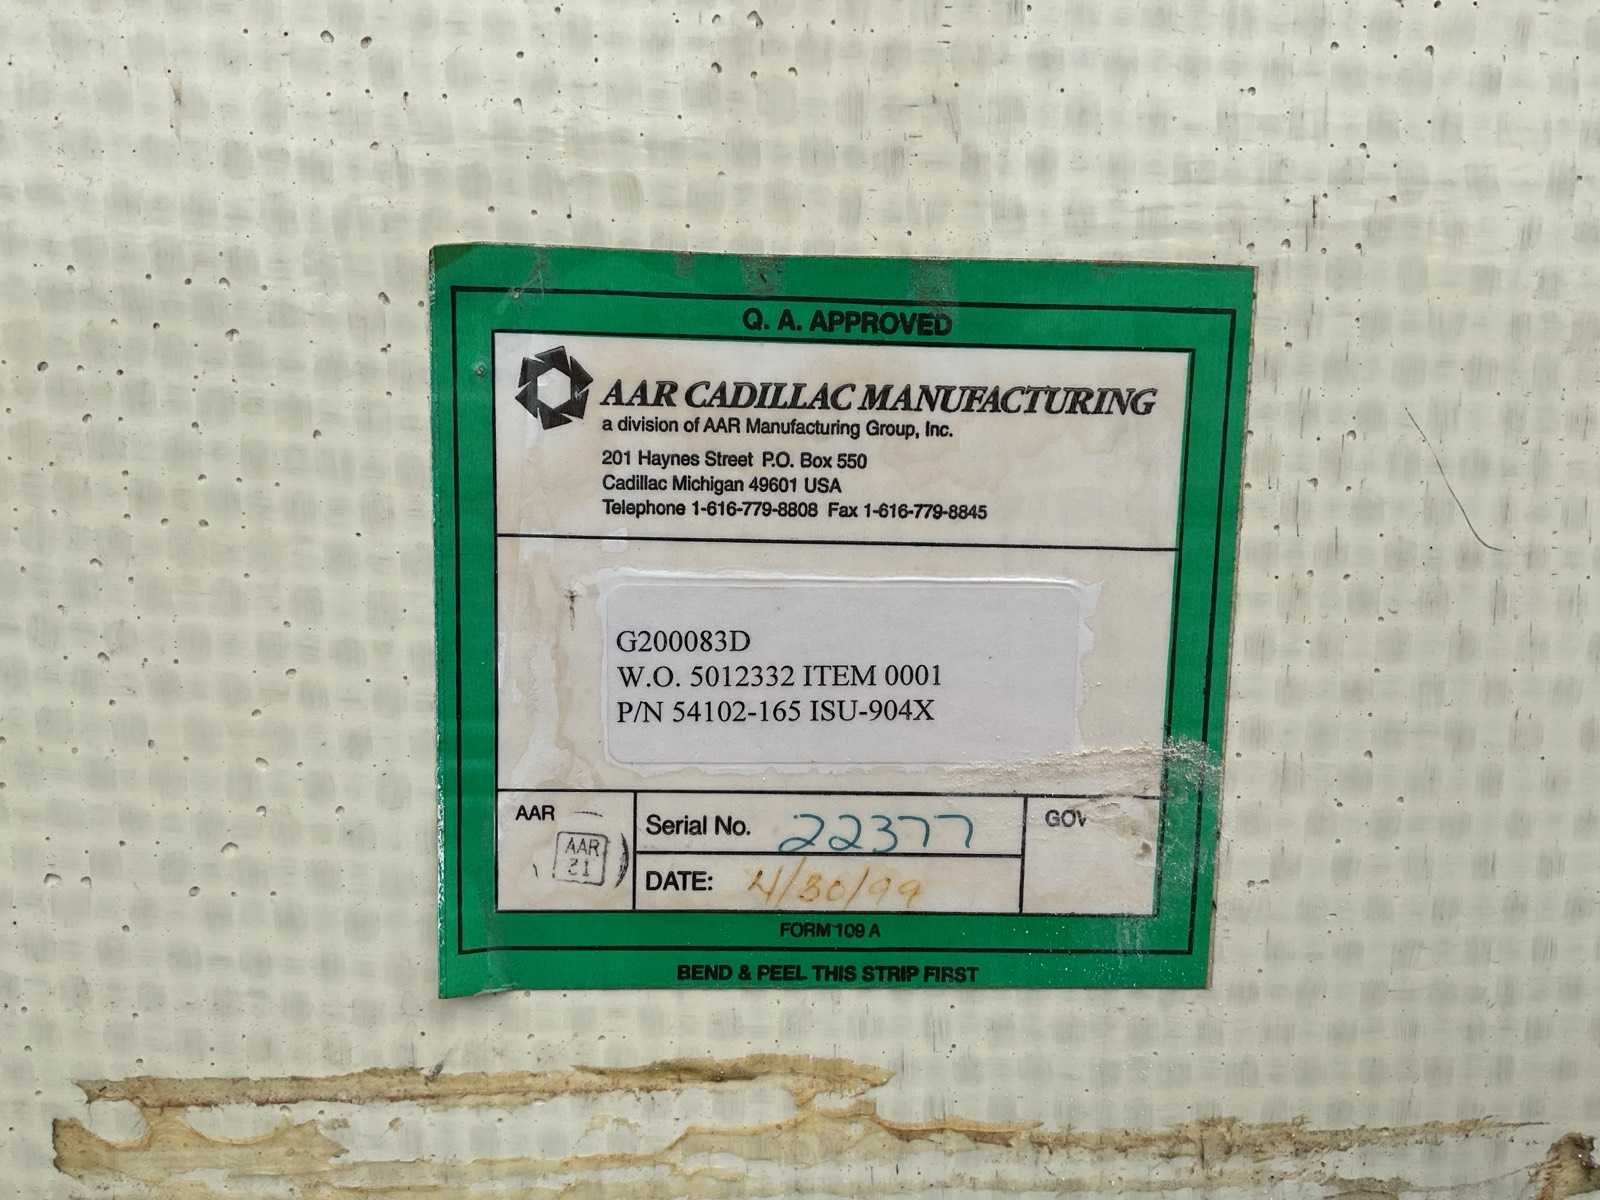 Q. A. APPROVED
AAR CADILLAC MANUFACTURING
a division of AAR Manufacturing Group, Inc.
201 Haynes Street P.O. Box 550
Cadillac Michigan 49601 USA
Telephone 1-616-779-8808 Fax 1-616-779-8845
G200083D
W.O. 5012332 ITEM 0001
P/N 54102-165 ISU-904X
AAR
AAR
21
Serial No. 22377
DATE: 4/30/99
FORM 109 A
BEND & PEEL THIS STRIP FIRST